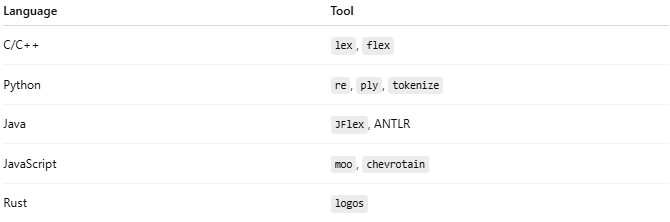 Language Tool
C/C++ lex, flex
Python re, ply, tokenize
Java JFlex, ANTLR
JavaScript moo, chevrotain
Rust logos